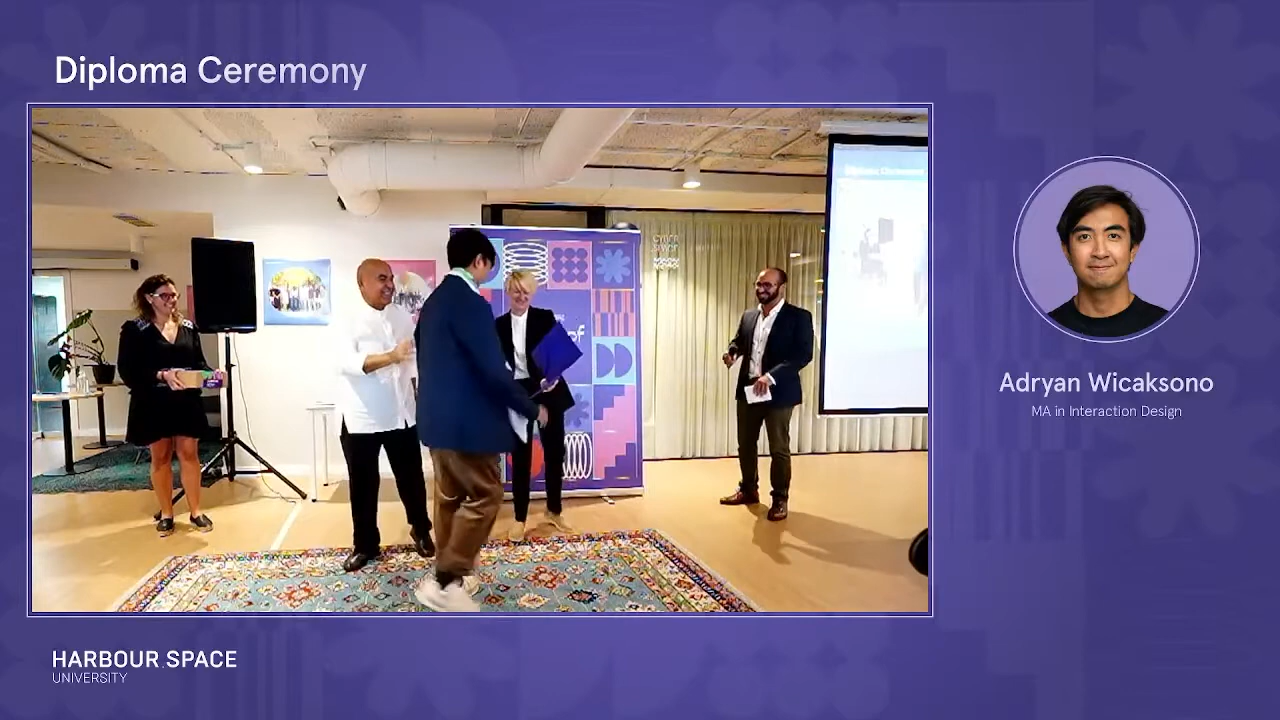 Diploma Ceremony
Adryan Wicaksono
MA in Interaction Design
HARBOUR.SPACE
UNIVERSITY